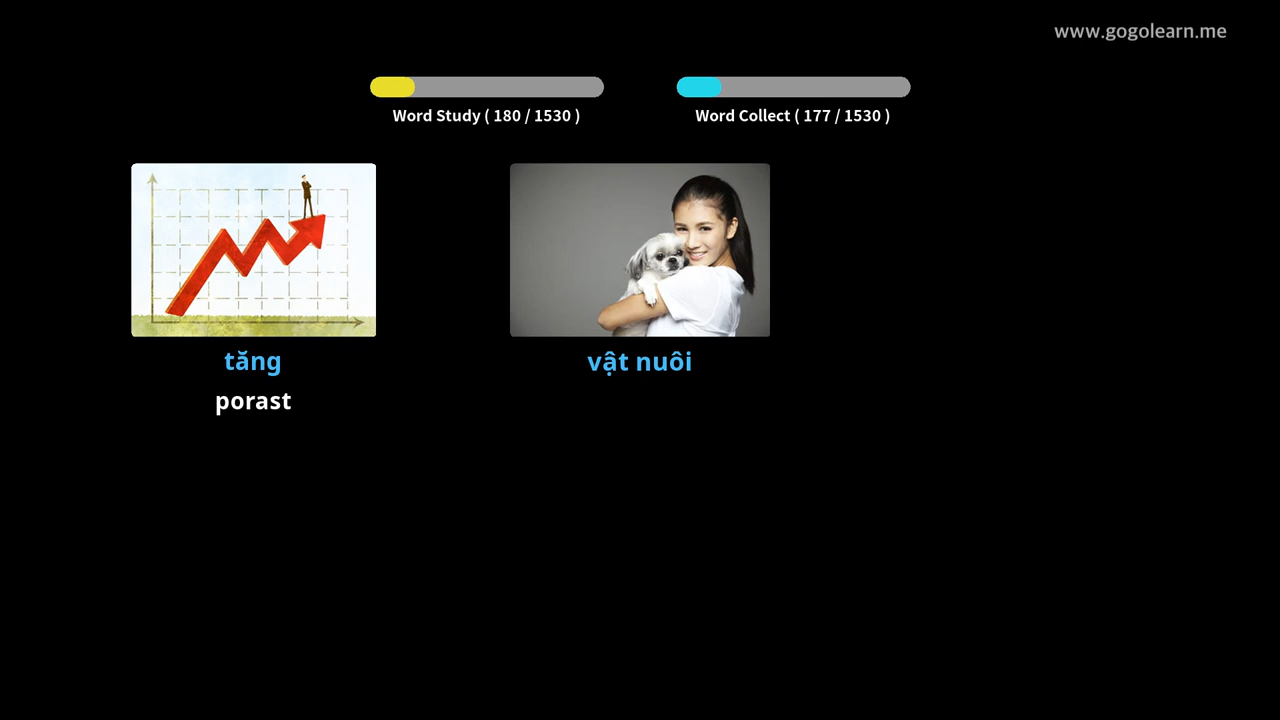 www.gogolearn.me
Word Study ( 180 / 1530 )
Word Collect ( 177 / 1530 )
tăng
vật nuôi
porast